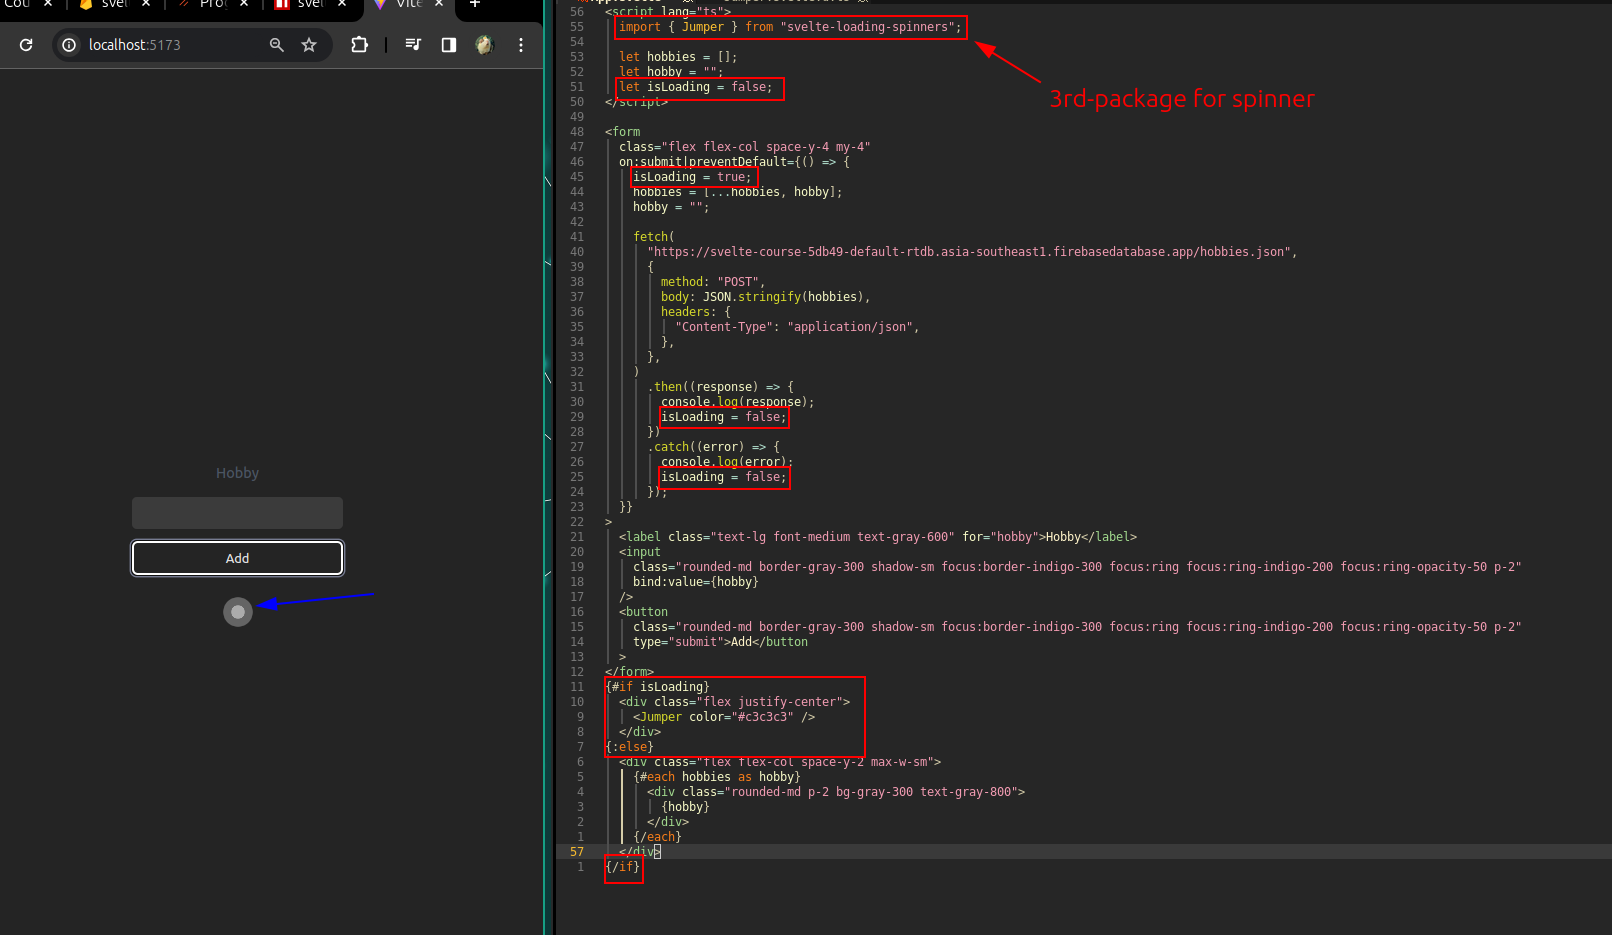 Cou
svel
Pro
svel
Vite
localhost:5173
Hobby
Add
56 <script lang="ts">
55 import { Jumper } from "svelte-loading-spinners";
54
53 let hobbies = [];
52 let hobby = "";
51 let isLoading = false;
50 </script>
49
48 <form
47 class="flex flex-col space-y-4 my-4"
46 on:submit|preventDefault={() => {
45 isLoading = true;
44 hobbies = [...hobbies, hobby];
43 hobby = "";
42
41 fetch(
40 "https://svelte-course-5db49-default-rtdb.asia-southeast1.firebasedatabase.app/hobbies.json",
39 {
38 method: "POST",
37 body: JSON.stringify(hobbies),
36 headers: {
35 "Content-Type": "application/json",
34 },
33 },
32 )
31 .then((response) => {
30 console.log(response);
29 isLoading = false;
28 })
27 .catch((error) => {
26 console.log(error);
25 isLoading = false;
24 });
23 }}
22 >
21 <label class="text-lg font-medium text-gray-600" for="hobby">Hobby</label>
20 <input
19 class="rounded-md border-gray-300 shadow-sm focus:border-indigo-300 focus:ring focus:ring-indigo-200 focus:ring-opacity-50 p-2"
18 bind:value={hobby}
17 />
16 <button
15 class="rounded-md border-gray-300 shadow-sm focus:border-indigo-300 focus:ring focus:ring-indigo-200 focus:ring-opacity-50 p-2"
14 type="submit">Add</button
13 >
12 </form>
11 {#if isLoading}
10 <div class="flex justify-center">
9 <Jumper color="#c3c3c3" />
8 </div>
7 {:else}
6 <div class="flex flex-col space-y-2 max-w-sm">
5 {#each hobbies as hobby}
4 <div class="rounded-md p-2 bg-gray-300 text-gray-800">
3 {hobby}
2 </div>
1 {/each}
57 </div>
1 {/if}
3rd-package for spinner